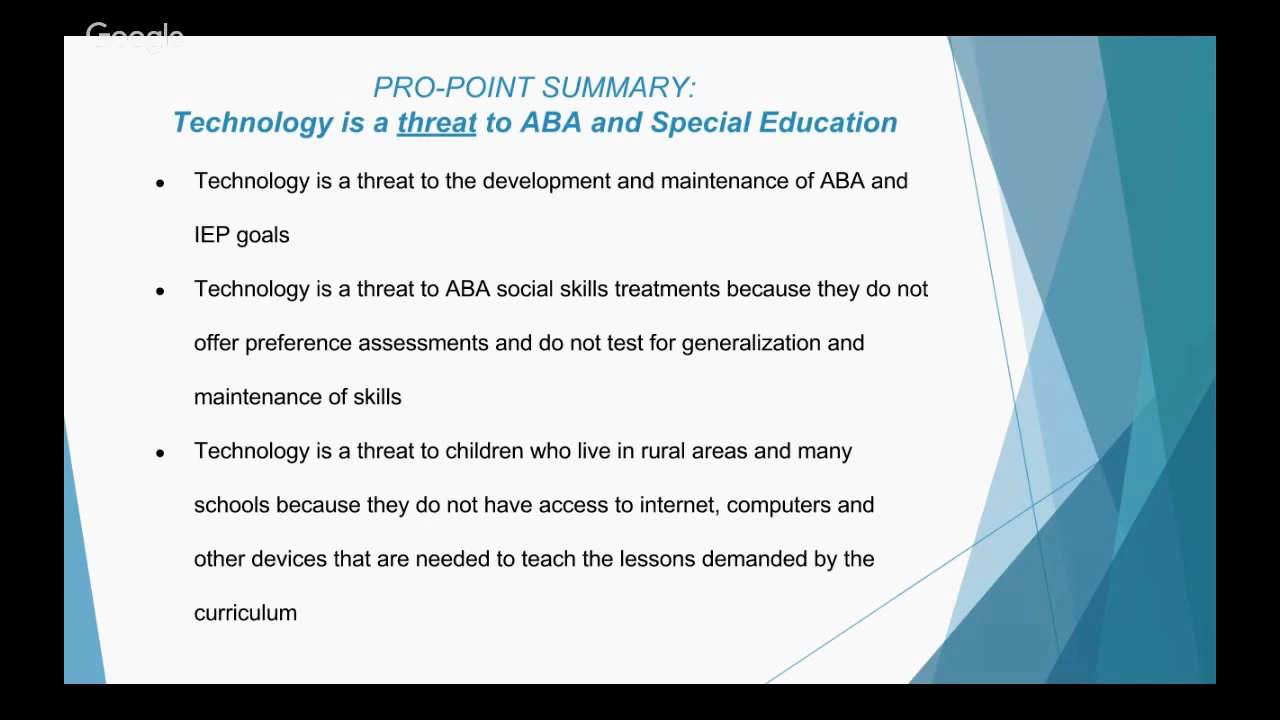 Google
PRO-POINT SUMMARY:
Technology is a threat to ABA and Special Education
● Technology is a threat to the development and maintenance of ABA and
IEP goals
● Technology is a threat to ABA social skills treatments because they do not
offer preference assessments and do not test for generalization and
maintenance of skills
● Technology is a threat to children who live in rural areas and many
schools because they do not have access to internet, computers and
other devices that are needed to teach the lessons demanded by the
curriculum